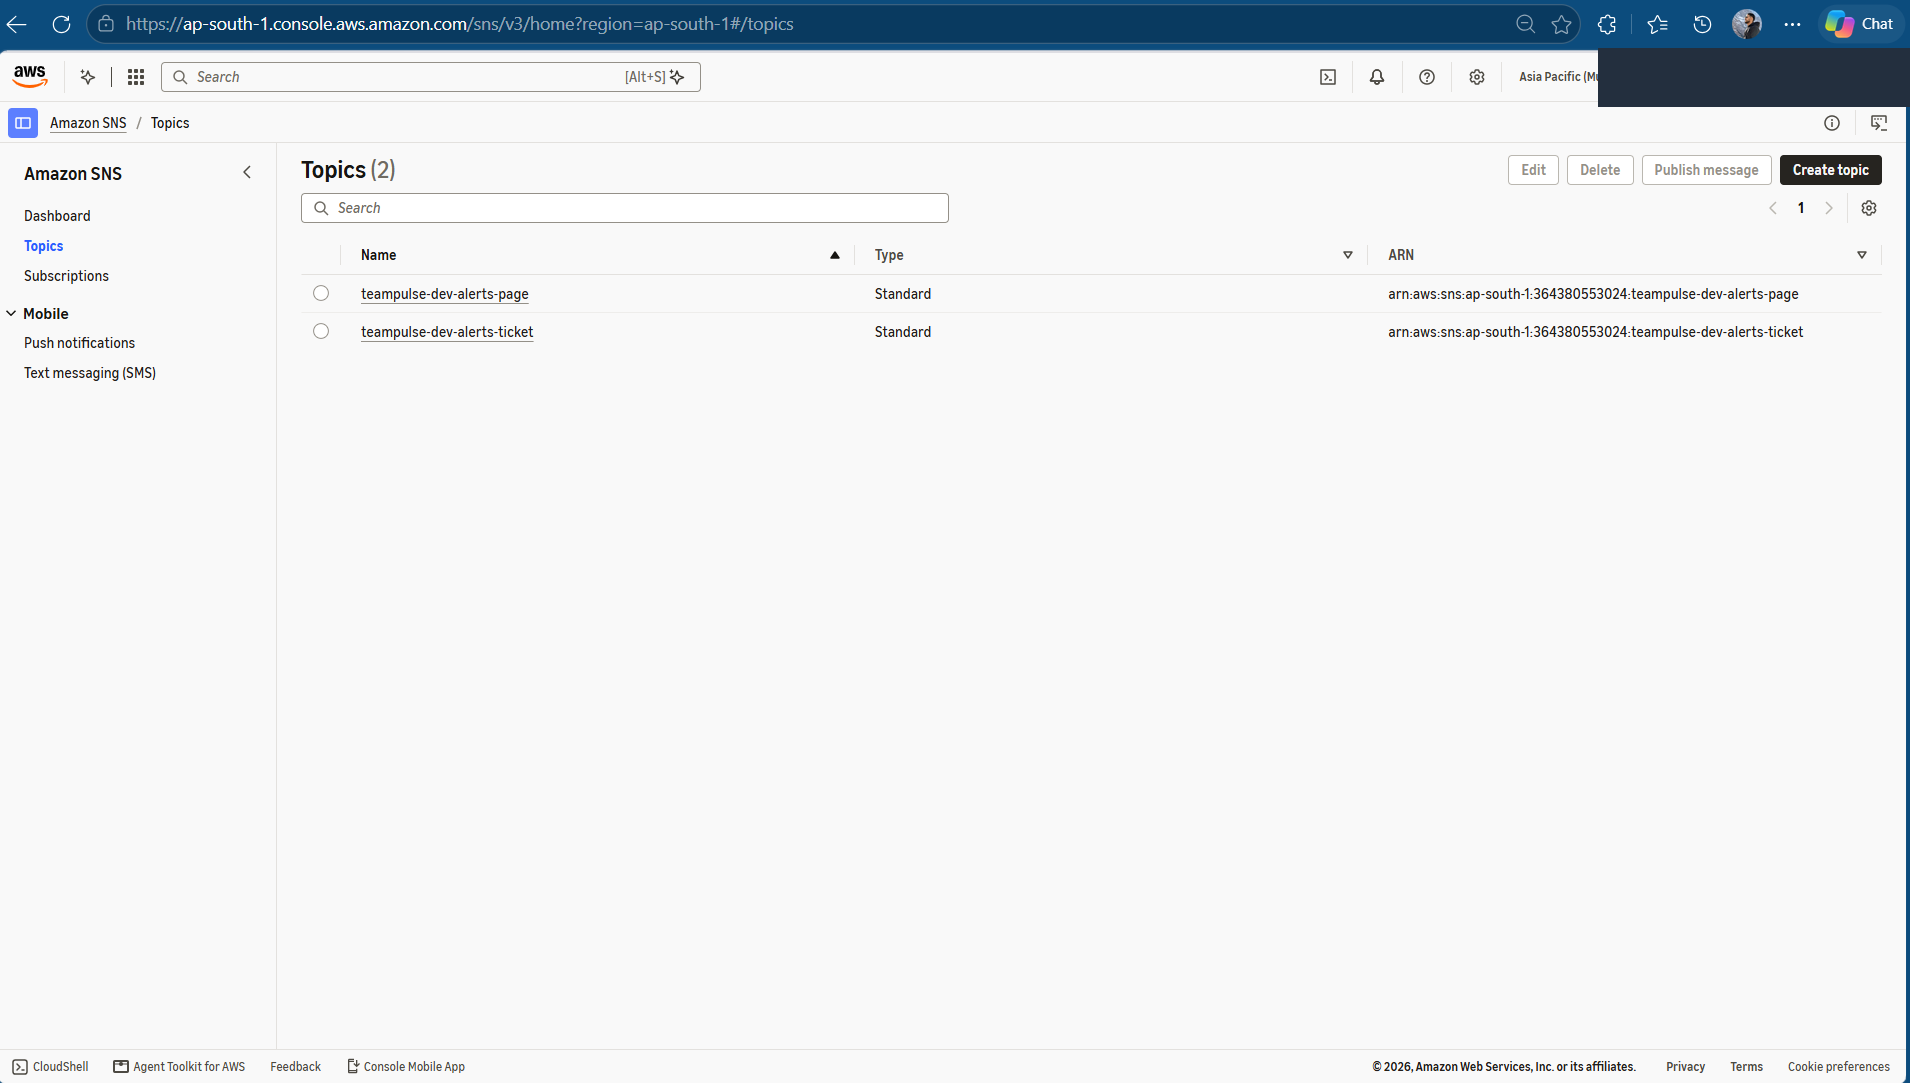 https://ap-south-1.console.aws.amazon.com/sns/v3/home?region=ap-south-1#/topics
Chat
aws
Search
[Alt+S]
Asia Pacific (Mu
Amazon SNS / Topics
Amazon SNS
Dashboard
Topics
Subscriptions
Mobile
Push notifications
Text messaging (SMS)
Topics (2)
Edit
Delete
Publish message
Create topic
Search
1
Name
Type
ARN
teampulse-dev-alerts-page
Standard
arn:aws:sns:ap-south-1:364380553024:teampulse-dev-alerts-page
teampulse-dev-alerts-ticket
Standard
arn:aws:sns:ap-south-1:364380553024:teampulse-dev-alerts-ticket
CloudShell
Agent Toolkit for AWS
Feedback
Console Mobile App
© 2026, Amazon Web Services, Inc. or its affiliates.
Privacy
Terms
Cookie preferences